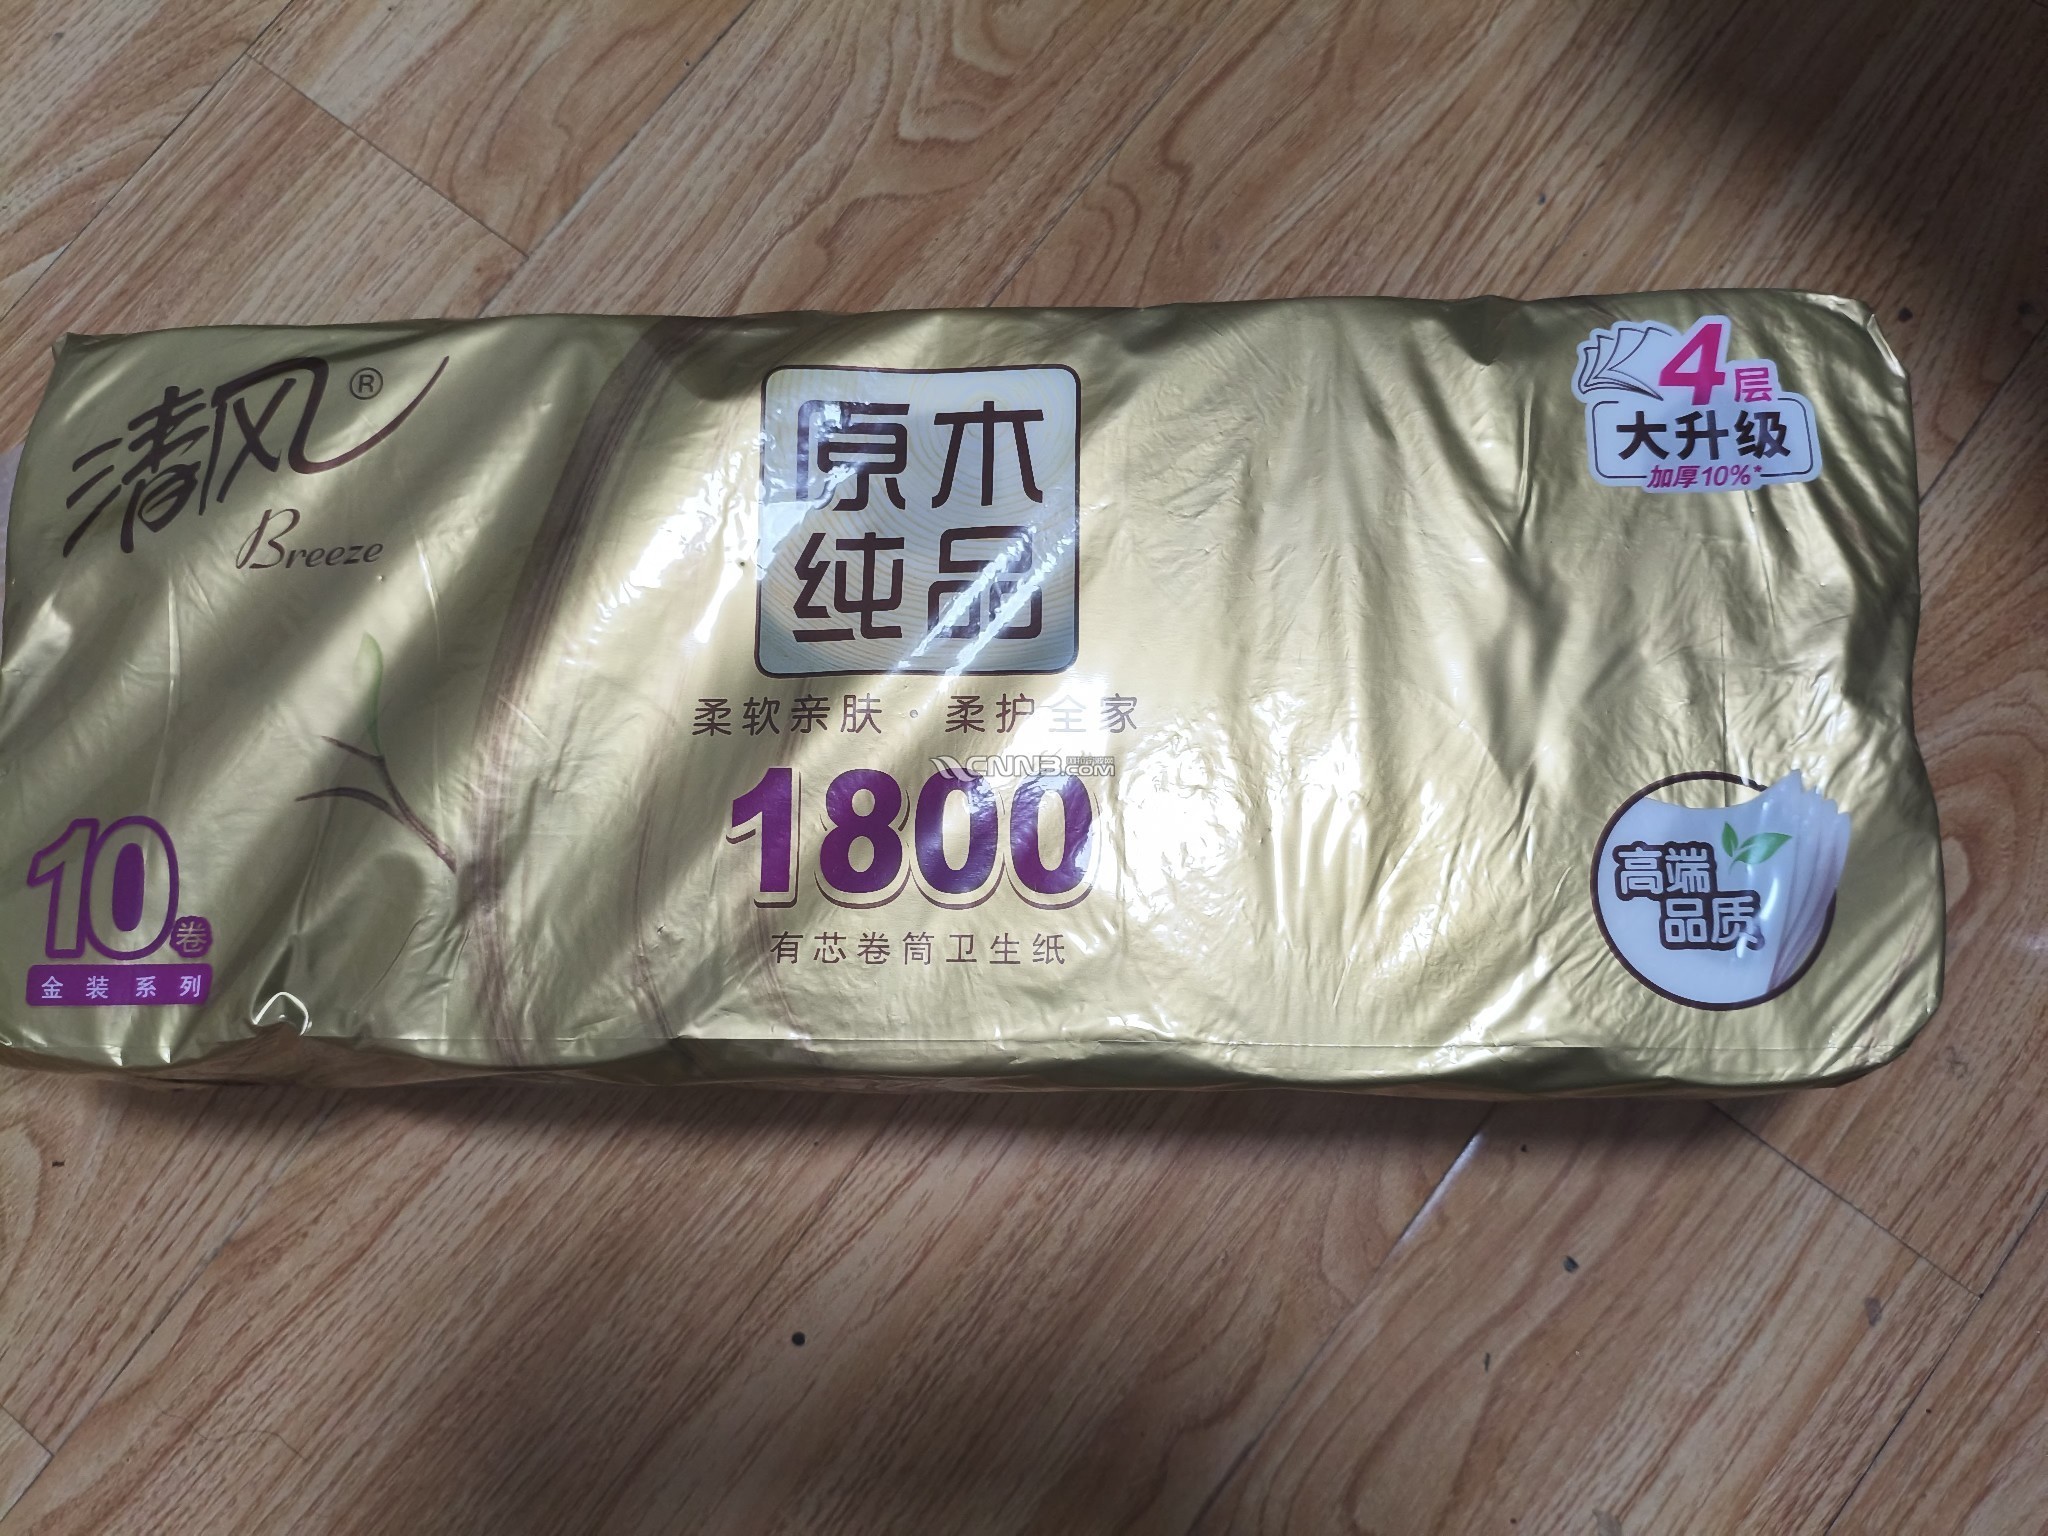 清风®
Breeze
原木
纯品
柔软亲肤·柔护全家
1800
有芯卷筒卫生纸
10卷
金装系列
4层
大升级
加厚10%*
高端
品质
CNN3.com